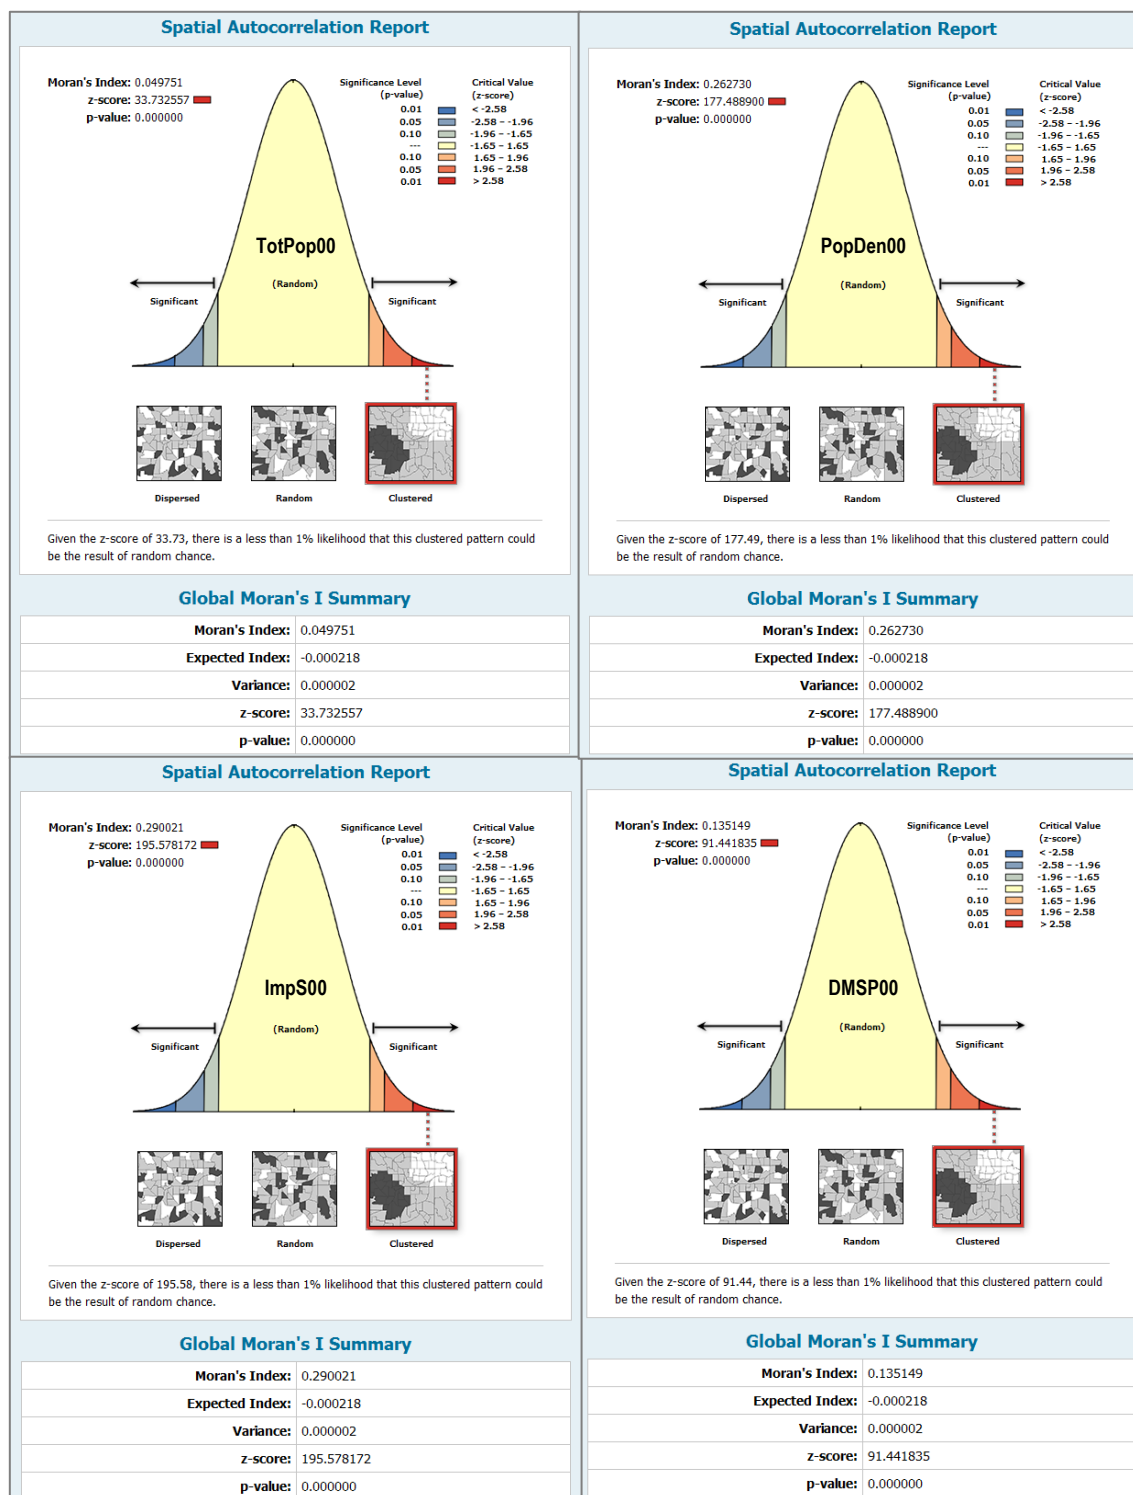 Spatial Autocorrelation Report
Moran's Index: 0.049751
z-score: 33.732557
p-value: 0.000000
Significance Level (p-value) Critical Value (z-score)
0.01 < -2.58
0.05 -2.58 – -1.96
0.10 -1.96 – -1.65
--- -1.65 – 1.65
0.10 1.65 – 1.96
0.05 1.96 – 2.58
0.01 > 2.58
TotPop00
(Random)
Significant Significant
Dispersed Random Clustered
Given the z-score of 33.73, there is a less than 1% likelihood that this clustered pattern could
be the result of random chance.
Global Moran's I Summary
Moran's Index: 0.049751
Expected Index: -0.000218
Variance: 0.000002
z-score: 33.732557
p-value: 0.000000
Spatial Autocorrelation Report
Moran's Index: 0.262730
z-score: 177.488900
p-value: 0.000000
Significance Level (p-value) Critical Value (z-score)
0.01 < -2.58
0.05 -2.58 – -1.96
0.10 -1.96 – -1.65
--- -1.65 – 1.65
0.10 1.65 – 1.96
0.05 1.96 – 2.58
0.01 > 2.58
PopDen00
(Random)
Significant Significant
Dispersed Random Clustered
Given the z-score of 177.49, there is a less than 1% likelihood that this clustered pattern could
be the result of random chance.
Global Moran's I Summary
Moran's Index: 0.262730
Expected Index: -0.000218
Variance: 0.000002
z-score: 177.488900
p-value: 0.000000
Spatial Autocorrelation Report
Moran's Index: 0.290021
z-score: 195.578172
p-value: 0.000000
Significance Level (p-value) Critical Value (z-score)
0.01 < -2.58
0.05 -2.58 – -1.96
0.10 -1.96 – -1.65
--- -1.65 – 1.65
0.10 1.65 – 1.96
0.05 1.96 – 2.58
0.01 > 2.58
ImpS00
(Random)
Significant Significant
Dispersed Random Clustered
Given the z-score of 195.58, there is a less than 1% likelihood that this clustered pattern could
be the result of random chance.
Global Moran's I Summary
Moran's Index: 0.290021
Expected Index: -0.000218
Variance: 0.000002
z-score: 195.578172
p-value: 0.000000
Spatial Autocorrelation Report
Moran's Index: 0.135149
z-score: 91.441835
p-value: 0.000000
Significance Level (p-value) Critical Value (z-score)
0.01 < -2.58
0.05 -2.58 – -1.96
0.10 -1.96 – -1.65
--- -1.65 – 1.65
0.10 1.65 – 1.96
0.05 1.96 – 2.58
0.01 > 2.58
DMSP00
(Random)
Significant Significant
Dispersed Random Clustered
Given the z-score of 91.44, there is a less than 1% likelihood that this clustered pattern could
be the result of random chance.
Global Moran's I Summary
Moran's Index: 0.135149
Expected Index: -0.000218
Variance: 0.000002
z-score: 91.441835
p-value: 0.000000